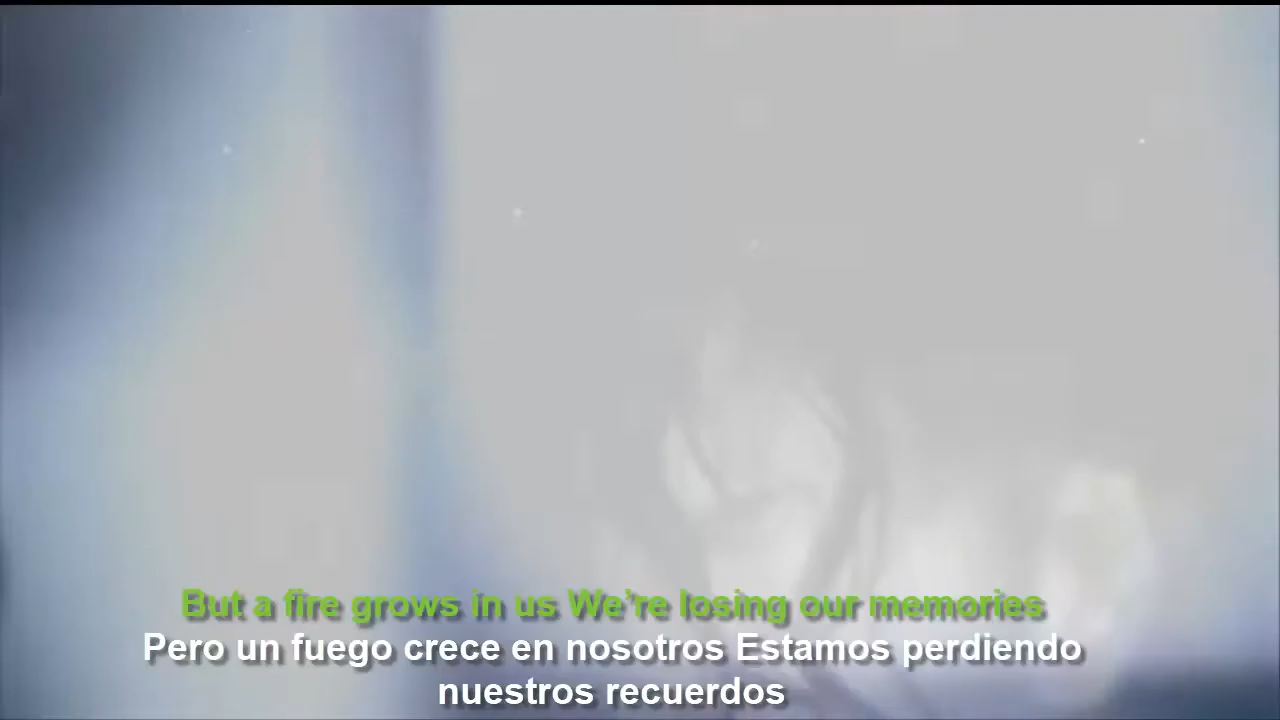 But a fire grows in us We're losing our memories
Pero un fuego crece en nosotros Estamos perdiendo
nuestros recuerdos